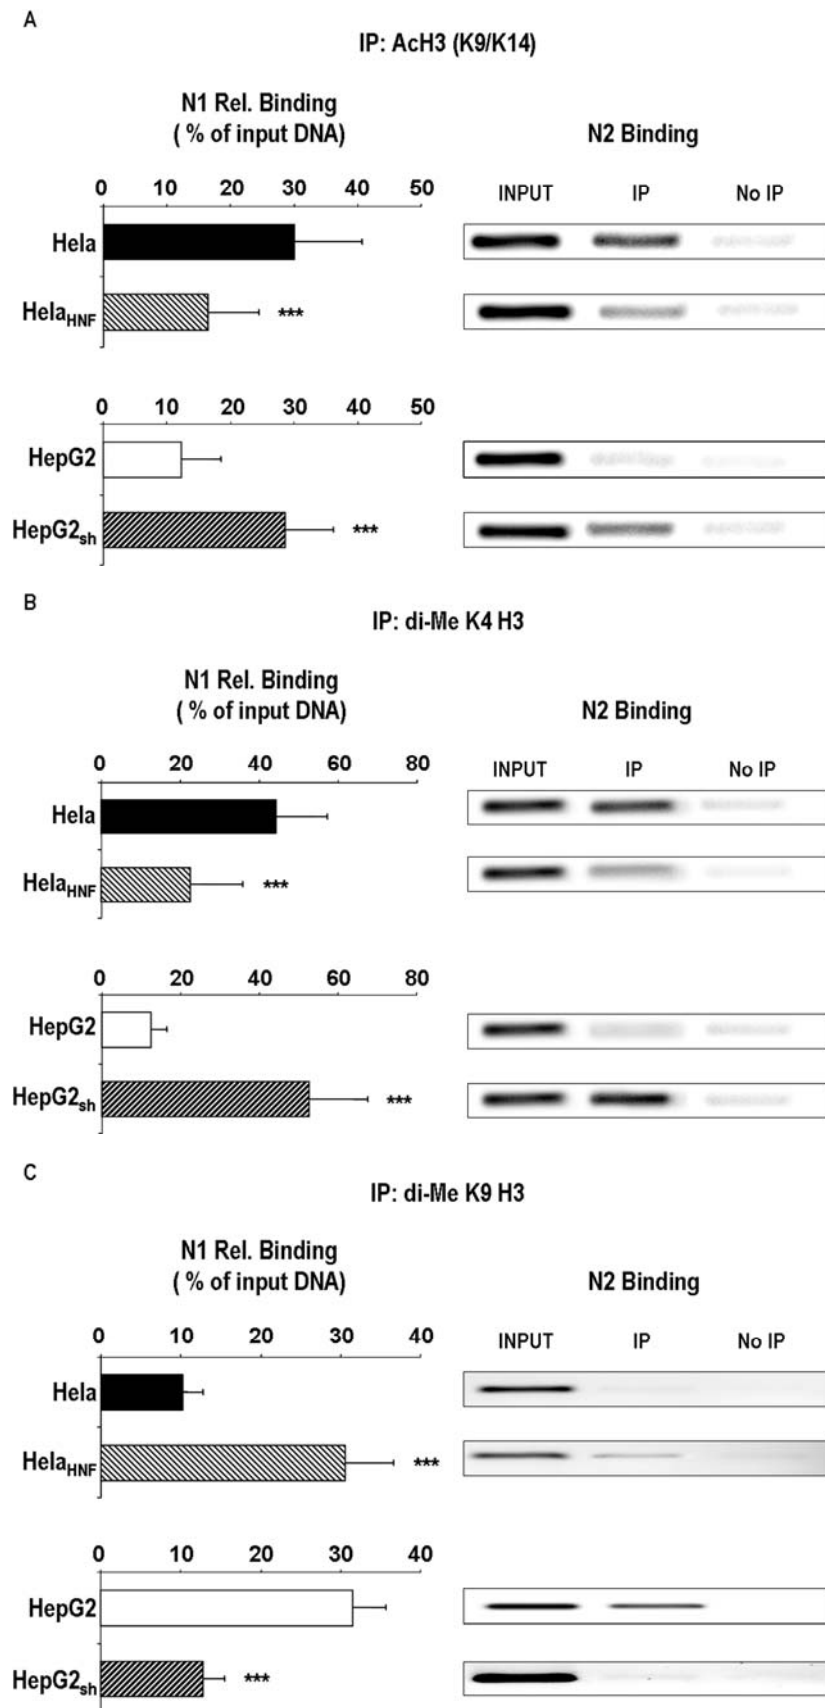 A
IP: AcH3 (K9/K14)
N1 Rel. Binding
( % of input DNA)
N2 Binding
0 10 20 30 40 50
INPUT IP No IP
Hela
HelaHNF ***
0 10 20 30 40 50
HepG2
HepG2sh ***
B
IP: di-Me K4 H3
N1 Rel. Binding
( % of input DNA)
N2 Binding
0 20 40 60 80
INPUT IP No IP
Hela
HelaHNF ***
0 20 40 60 80
HepG2
HepG2sh ***
C
IP: di-Me K9 H3
N1 Rel. Binding
( % of input DNA)
N2 Binding
0 10 20 30 40
INPUT IP No IP
Hela
HelaHNF ***
0 10 20 30 40
HepG2
HepG2sh ***